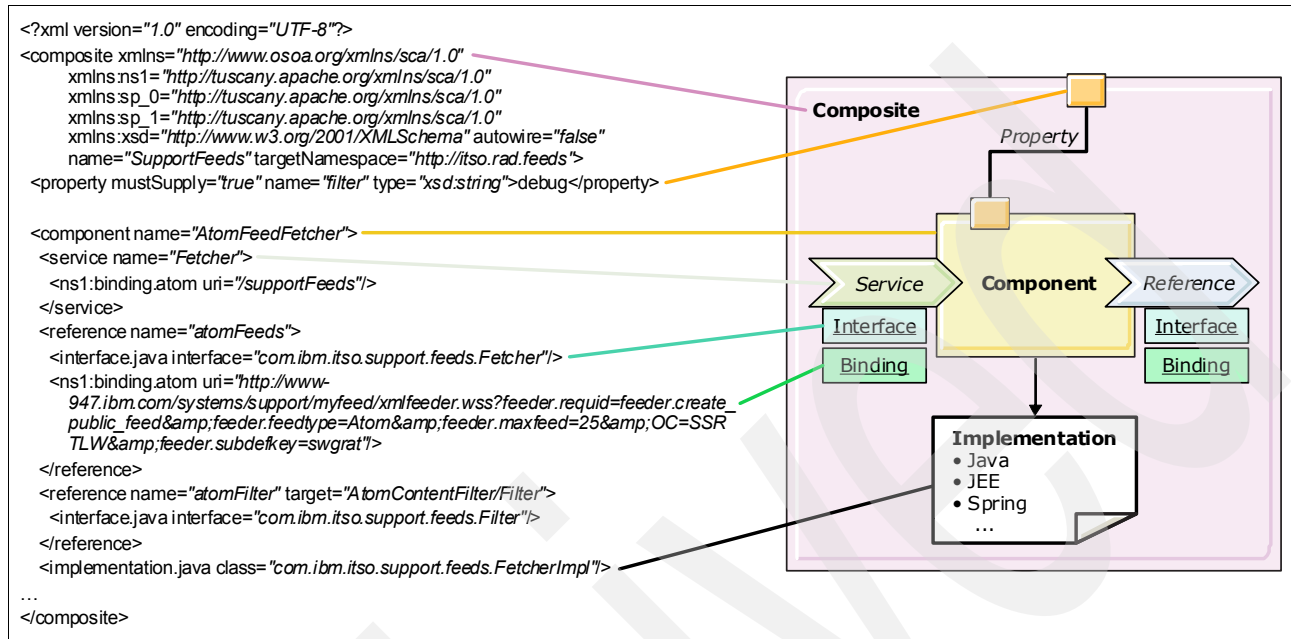 <?xml version="1.0" encoding="UTF-8"?>
<composite xmlns="http://www.osoa.org/xmlns/sca/1.0"
xmlns:ns1="http://tuscany.apache.org/xmlns/sca/1.0"
xmlns:sp_0="http://tuscany.apache.org/xmlns/sca/1.0"
xmlns:sp_1="http://tuscany.apache.org/xmlns/sca/1.0"
xmlns:xsd="http://www.w3.org/2001/XMLSchema" autowire="false"
name="SupportFeeds" targetNamespace="http://itso.rad.feeds">
<property mustSupply="true" name="filter" type="xsd:string">debug</property>
<component name="AtomFeedFetcher">
<service name="Fetcher">
<ns1:binding.atom uri="/supportFeeds"/>
</service>
<reference name="atomFeeds">
<interface.java interface="com.ibm.itso.support.feeds.Fetcher"/>
<ns1:binding.atom uri="http://www-
947.ibm.com/systems/support/myfeed/xmlfeeder.wss?feeder.requid=feeder.create_
public_feed&amp;feeder.feedtype=Atom&amp;feeder.maxfeed=25&amp;OC=SSR
TLW&amp;feeder.subdefkey=swgrat"/>
</reference>
<reference name="atomFilter" target="AtomContentFilter/Filter">
<interface.java interface="com.ibm.itso.support.feeds.Filter"/>
</reference>
<implementation.java class="com.ibm.itso.support.feeds.FetcherImpl"/>
…
</composite>
Composite
Property
Service
Component
Reference
Interface
Interface
Binding
Binding
Implementation
• Java
• JEE
• Spring
…